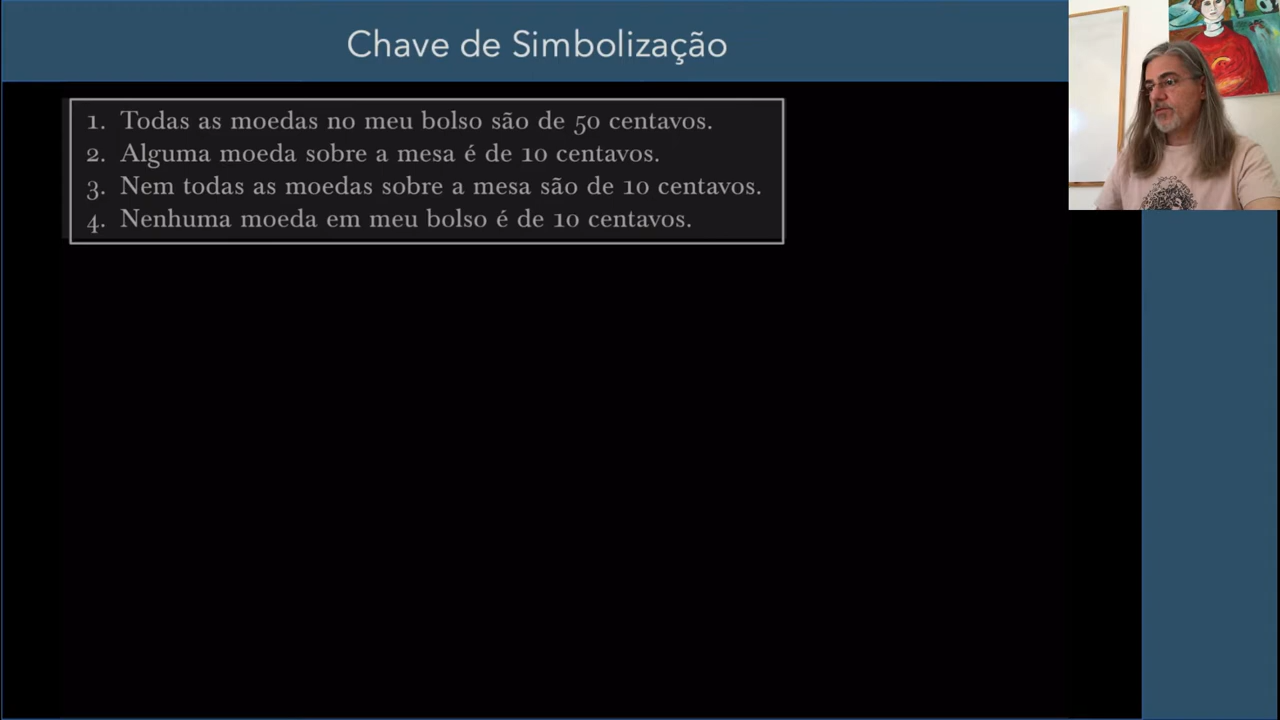 Chave de Simbolização
1. Todas as moedas no meu bolso são de 50 centavos.
2. Alguma moeda sobre a mesa é de 10 centavos.
3. Nem todas as moedas sobre a mesa são de 10 centavos.
4. Nenhuma moeda em meu bolso é de 10 centavos.